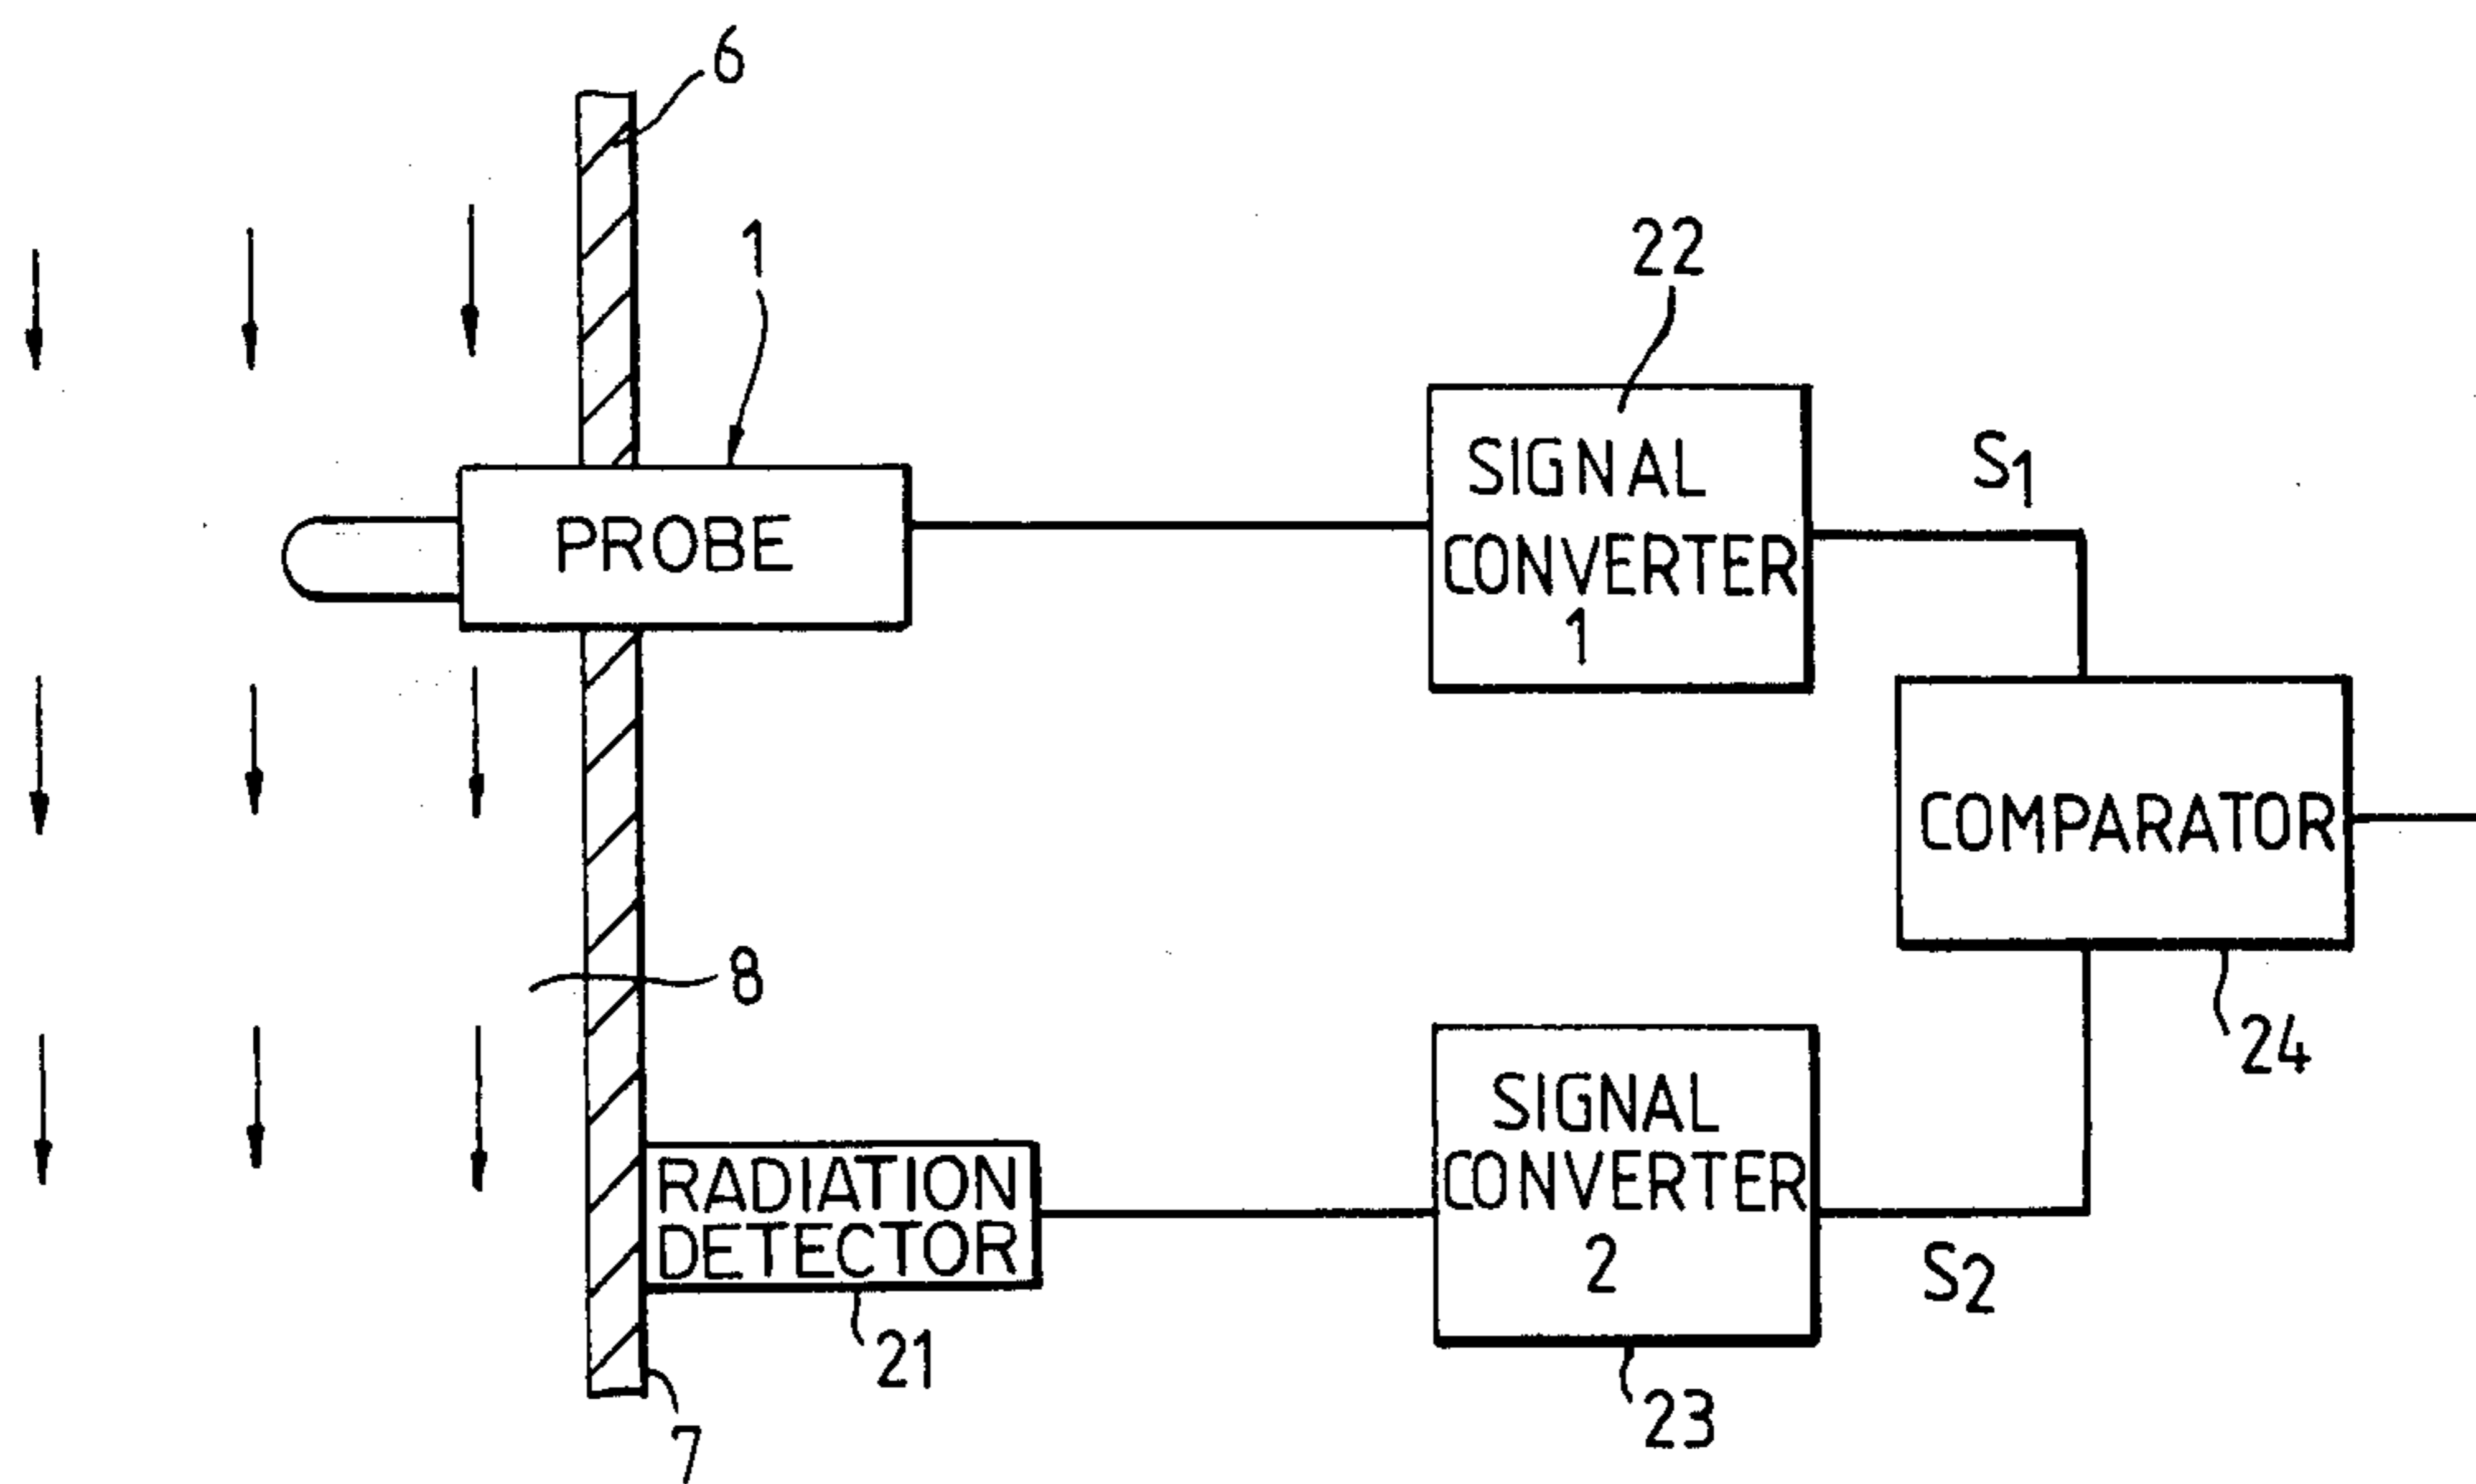 6
1
22
SIGNAL
CONVERTER
1
S1
PROBE
COMPARATOR
8
24
SIGNAL
CONVERTER
2
S2
RADIATION
DETECTOR
21
23
7